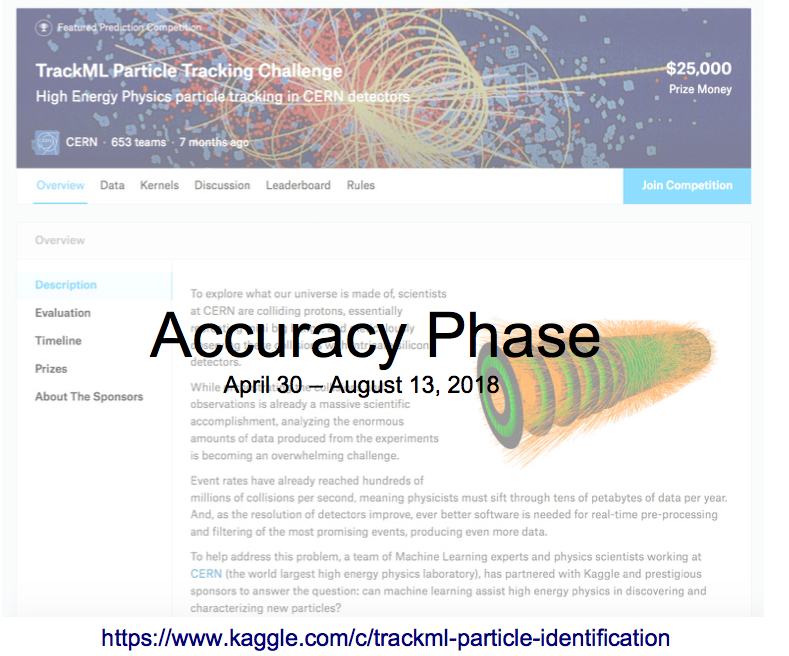 Featured Prediction Competition
TrackML Particle Tracking Challenge
High Energy Physics particle tracking in CERN detectors
$25,000
Prize Money
CERN · 653 teams · 7 months ago
Overview Data Kernels Discussion Leaderboard Rules Join Competition
Overview
Description
Evaluation
Timeline
Prizes
About The Sponsors
To explore what our universe is made of, scientists
at CERN are colliding protons, essentially
detectors.
Accuracy Phase
April 30 – August 13, 2018
While
observations is already a massive scientific
accomplishment, analyzing the enormous
amounts of data produced from the experiments
is becoming an overwhelming challenge.
Event rates have already reached hundreds of
millions of collisions per second, meaning physicists must sift through tens of petabytes of data per year.
And, as the resolution of detectors improve, ever better software is needed for real-time pre-processing
and filtering of the most promising events, producing even more data.
To help address this problem, a team of Machine Learning experts and physics scientists working at
CERN (the world largest high energy physics laboratory), has partnered with Kaggle and prestigious
sponsors to answer the question: can machine learning assist high energy physics in discovering and
characterizing new particles?
https://www.kaggle.com/c/trackml-particle-identification